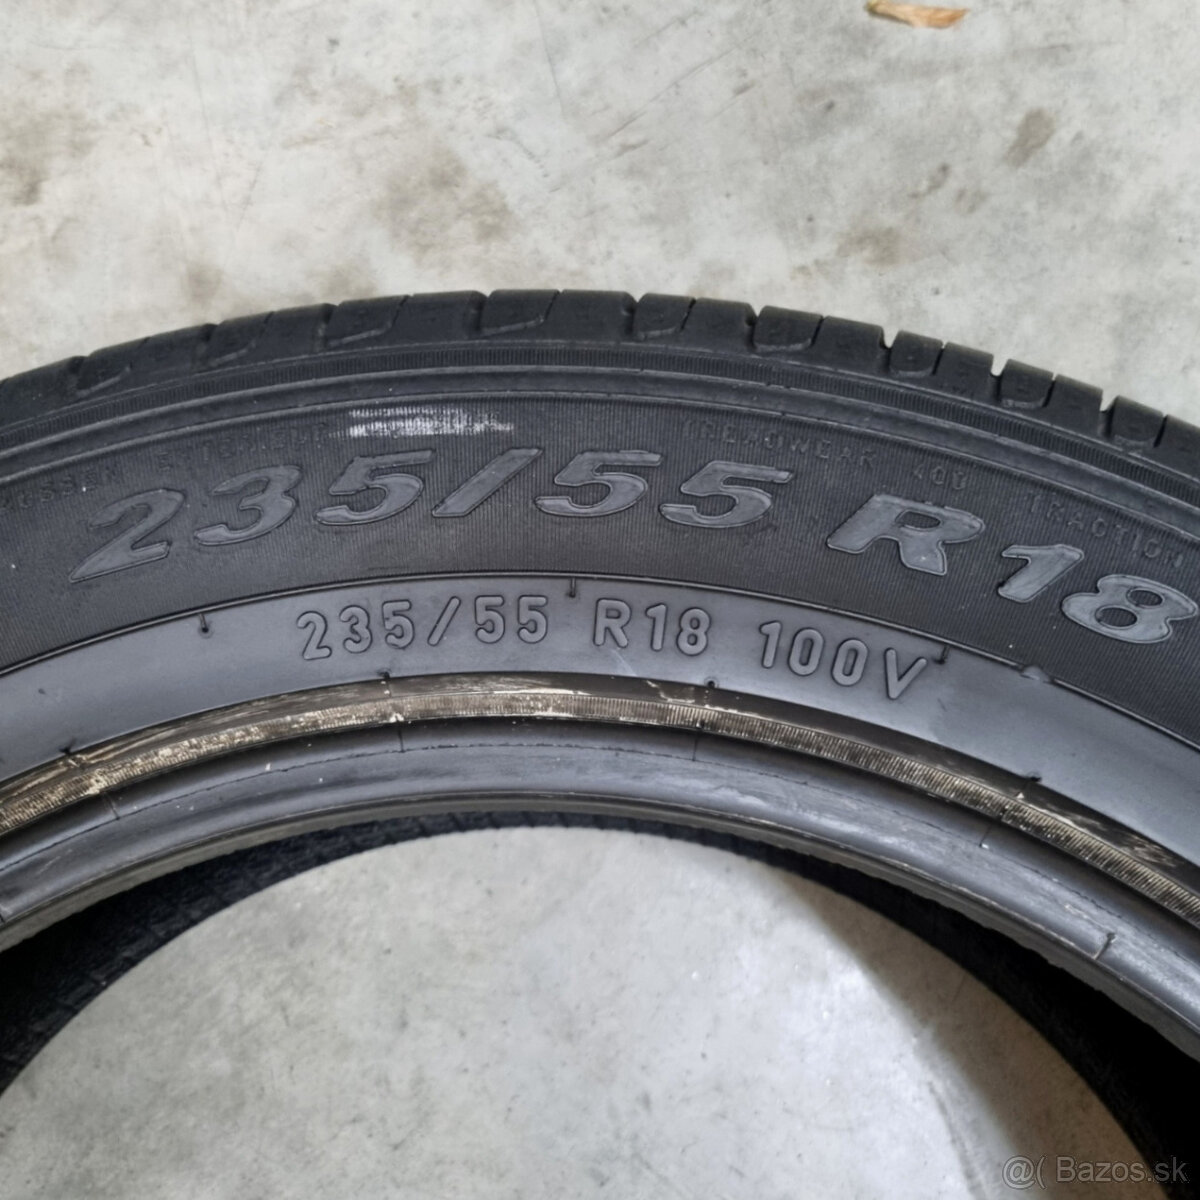 TREADWEAR 400 TRACTION
235/55 R18
235/55 R18 100V
@( Bazos.sk